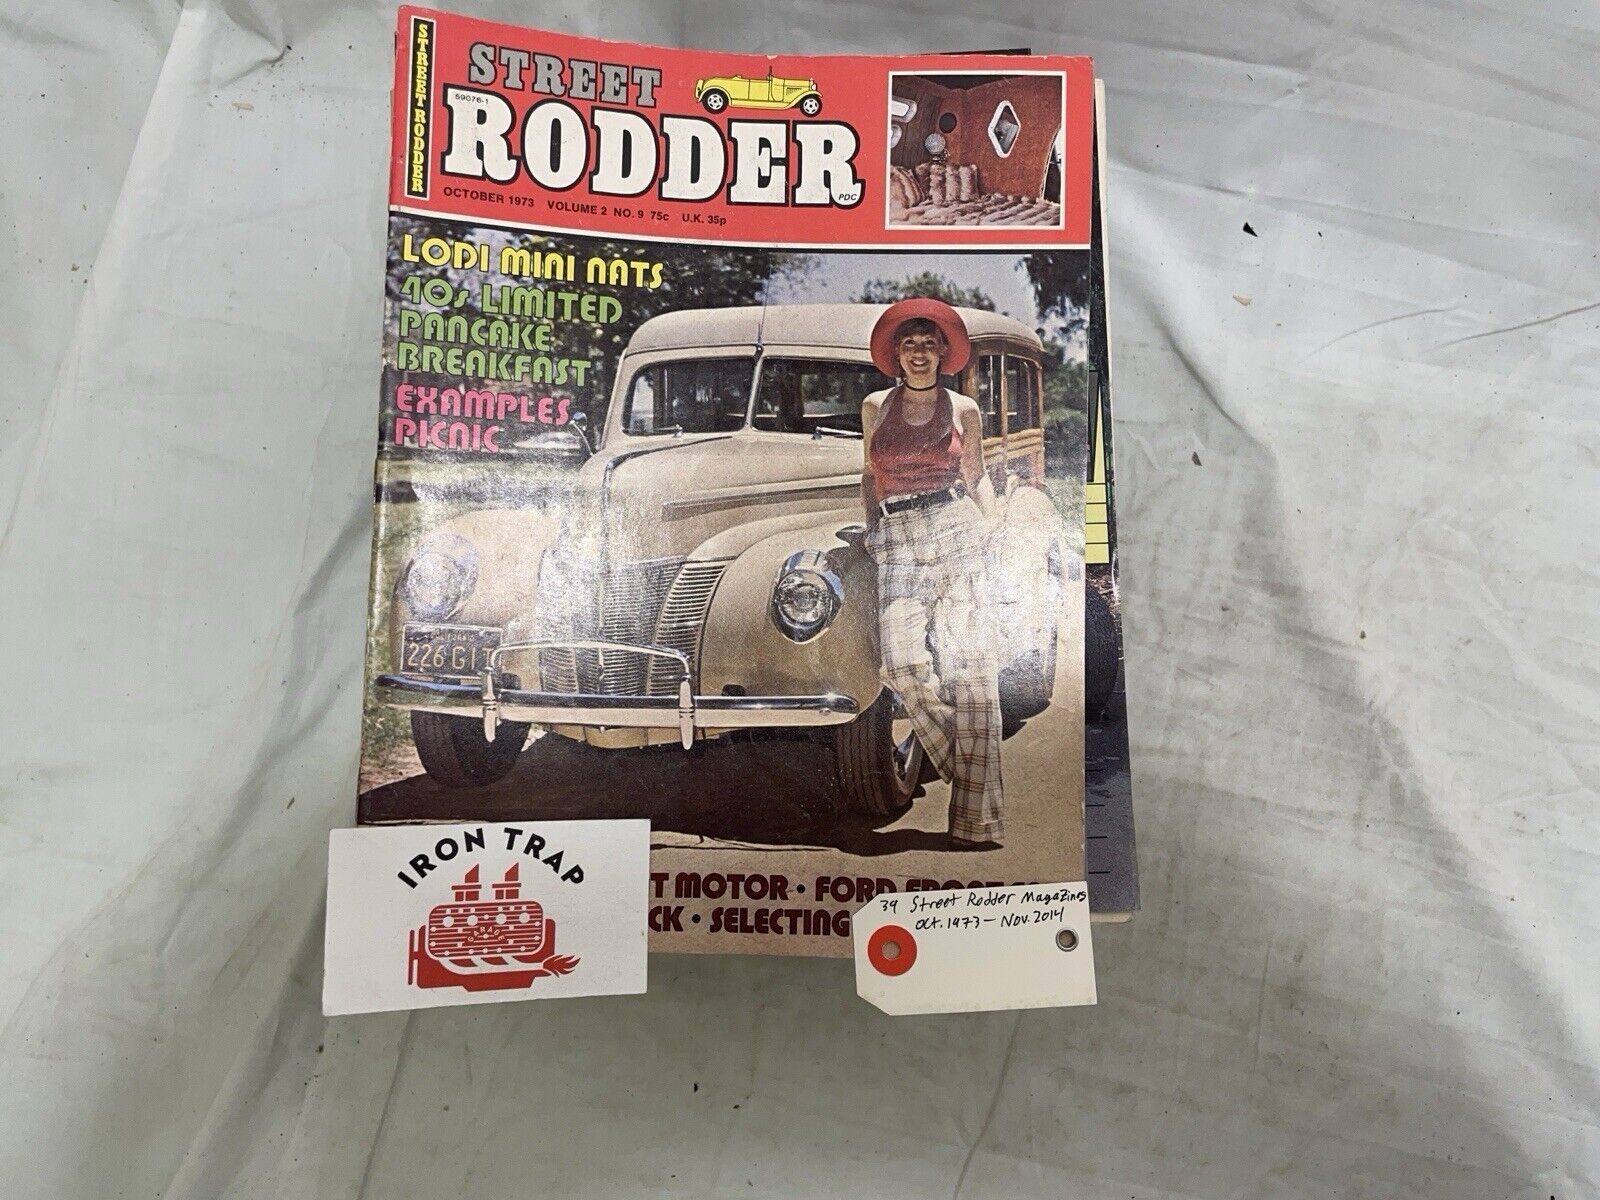 STREET RODDER
STREET
59076-1
RODDER
PDC
OCTOBER 1973 VOLUME 2 NO. 9 75c U.K. 35p
LODI MINI NATS
40s LIMITED
PANCAKE
BREAKFAST
EXAMPLES
PICNIC
226 GIT
T MOTOR • FORD
CK • SELECTING
IRON TRAP
GARAGE
39 Street Rodder Magazines
Oct. 1973 - Nov. 2014